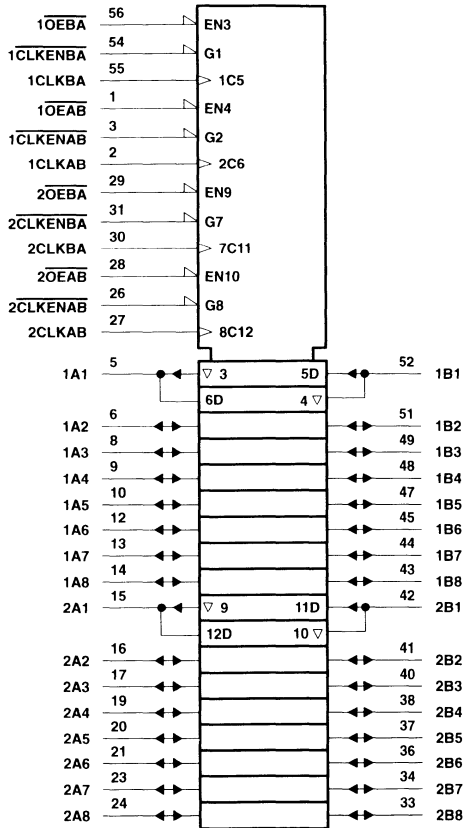 1OEBA 56 EN3
1CLKENBA 54 G1
1CLKBA 55 1C5
1OEAB 1 EN4
1CLKENAB 3 G2
1CLKAB 2 2C6
2OEBA 29 EN9
2CLKENBA 31 G7
2CLKBA 30 7C11
2OEAB 28 EN10
2CLKENAB 26 G8
2CLKAB 27 8C12
1A1 5 ▽ 3 5D 52 1B1
6D 4 ▽
1A2 6 51 1B2
1A3 8 49 1B3
1A4 9 48 1B4
1A5 10 47 1B5
1A6 12 45 1B6
1A7 13 44 1B7
1A8 14 43 1B8
2A1 15 ▽ 9 11D 42 2B1
12D 10 ▽
2A2 16 41 2B2
2A3 17 40 2B3
2A4 19 38 2B4
2A5 20 37 2B5
2A6 21 36 2B6
2A7 23 34 2B7
2A8 24 33 2B8